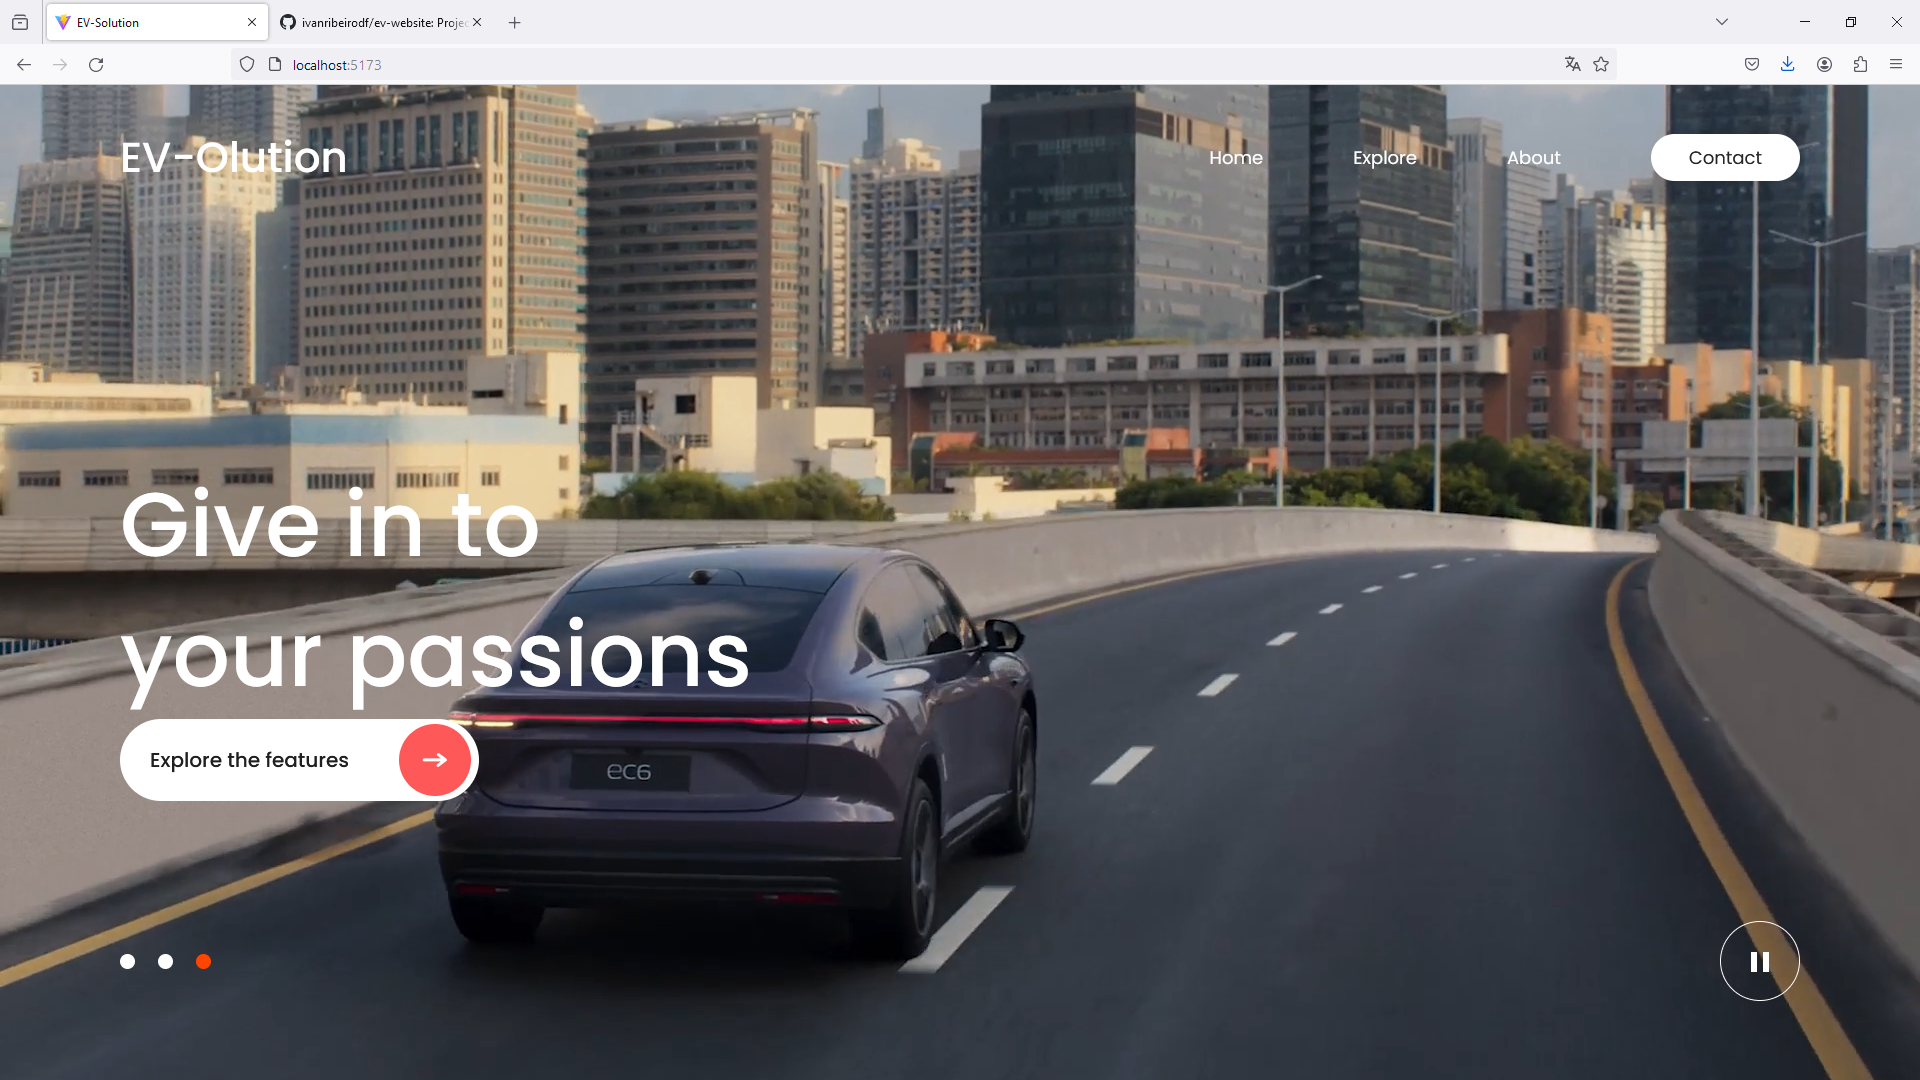 EV-Solution
ivanribeirodf/ev-website: Projec
localhost:5173
EV-Olution
Home
Explore
About
Contact
Give in to
your passions
Explore the features
ec6